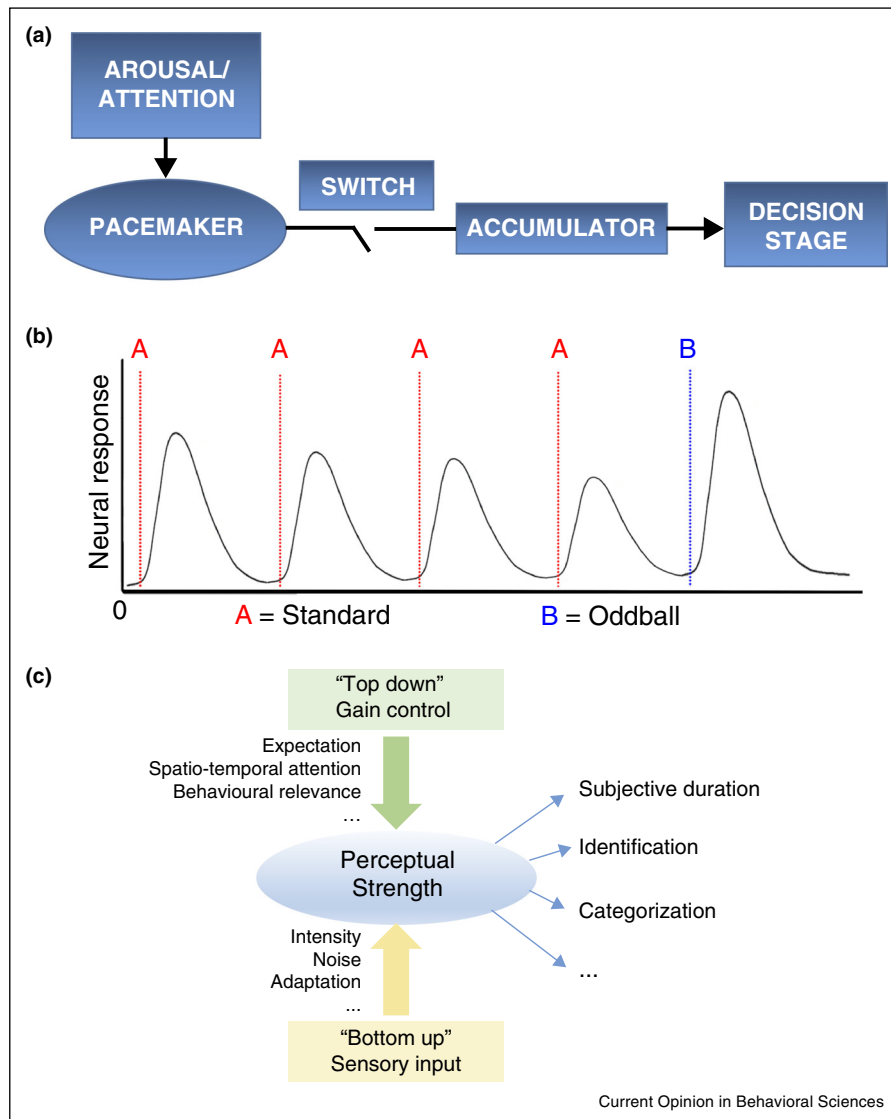 (a)
AROUSAL/
ATTENTION
SWITCH
PACEMAKER
ACCUMULATOR
DECISION
STAGE
(b)
A A A A B
Neural response
0
A = Standard B = Oddball
(c)
“Top down”
Gain control
Expectation
Spatio-temporal attention
Behavioural relevance
...
Perceptual
Strength
Subjective duration
Identification
Categorization
...
Intensity
Noise
Adaptation
...
“Bottom up”
Sensory input
Current Opinion in Behavioral Sciences